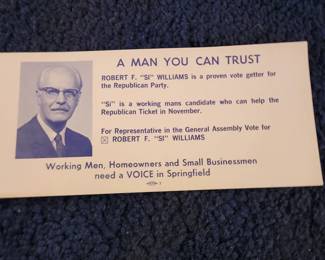 A MAN YOU CAN TRUST
ROBERT F. "SI" WILLIAMS is a proven vote getter for
the Republican Party.
"Si" is a working mans candidate who can help the
Republican Ticket in November.
For Representative in the General Assembly Vote for
☒ ROBERT F. "SI" WILLIAMS
Working Men, Homeowners and Small Businessmen
need a VOICE in Springfield